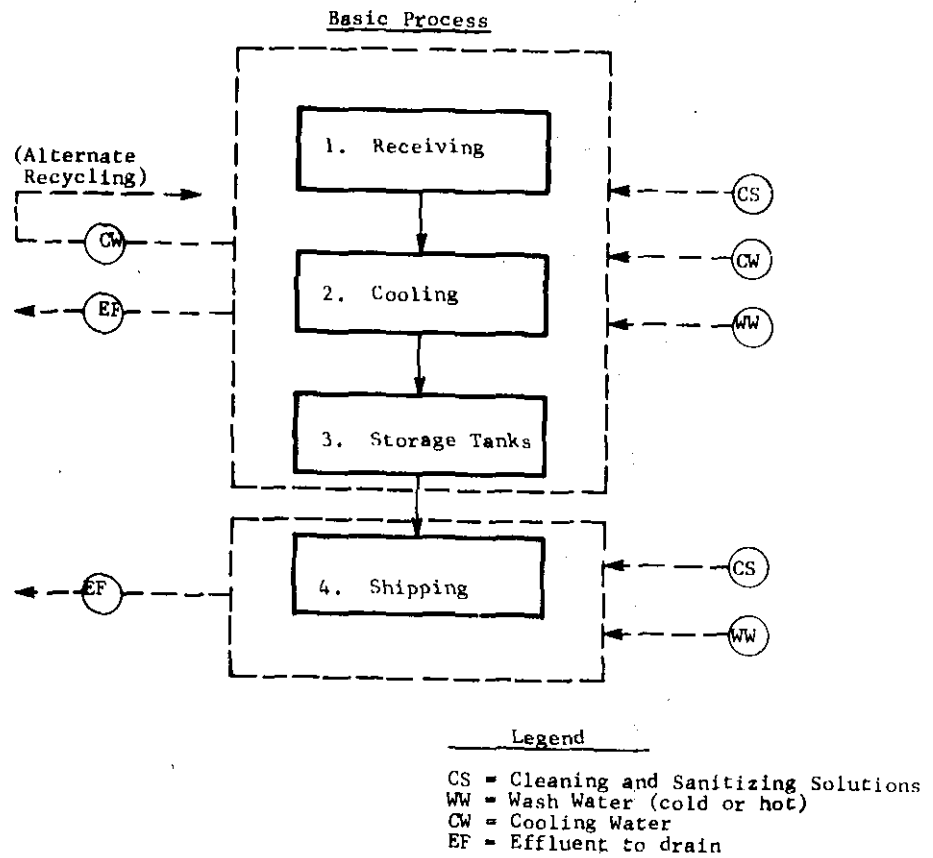 Basic Process
1. Receiving
(Alternate
Recycling)
CS
CW
CW
2. Cooling
EF
WW
3. Storage Tanks
CS
EF
4. Shipping
WW
Legend
CS = Cleaning and Sanitizing Solutions
WW = Wash Water (cold or hot)
CW = Cooling Water
EF = Effluent to drain